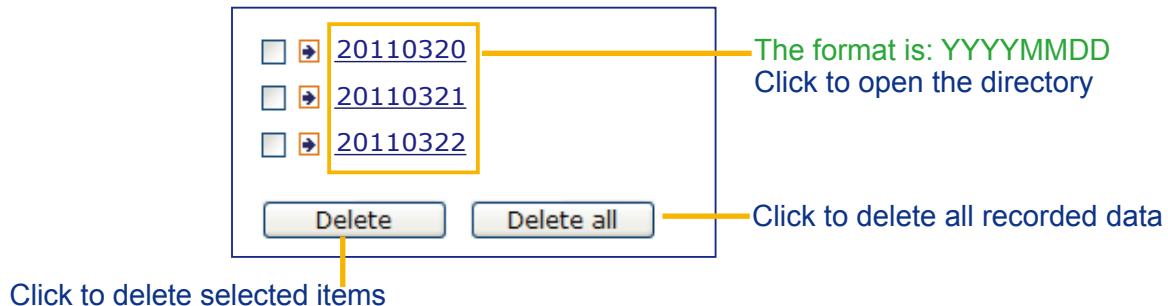 20110320
The format is: YYYYMMDD
Click to open the directory
20110321
20110322
Delete
Delete all
Click to delete all recorded data
Click to delete selected items